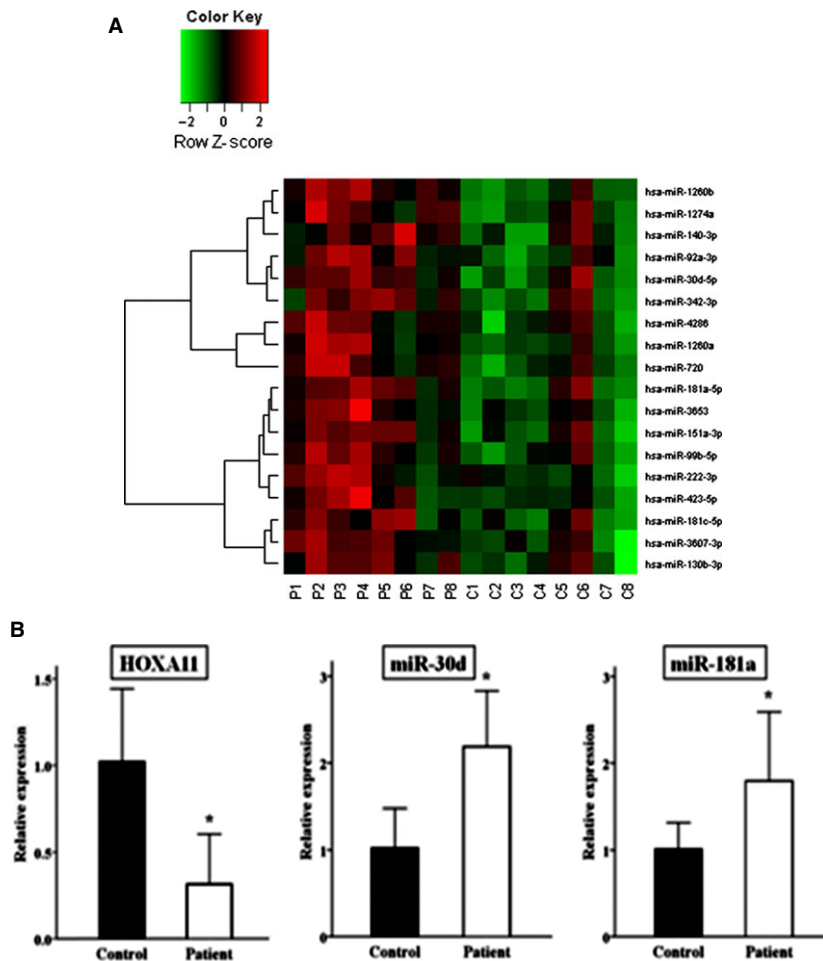 A
Color Key
−2 0 2
Row Z-score
hsa-miR-1260b
hsa-miR-1274a
hsa-miR-140-3p
hsa-miR-92a-3p
hsa-miR-30d-5p
hsa-miR-342-3p
hsa-miR-4286
hsa-miR-1260a
hsa-miR-720
hsa-miR-181a-5p
hsa-miR-3653
hsa-miR-151a-3p
hsa-miR-99b-5p
hsa-miR-222-3p
hsa-miR-423-5p
hsa-miR-181c-5p
hsa-miR-3607-3p
hsa-miR-130b-3p
P1 P2 P3 P4 P5 P6 P7 P8 C1 C2 C3 C4 C5 C6 C7 C8
B
HOXA11
Relative expression
1.5
1.0
0.5
0.0
*
Control Patient
miR-30d
Relative expression
3
2
1
0
*
Control Patient
miR-181a
Relative expression
3
2
1
0
*
Control Patient